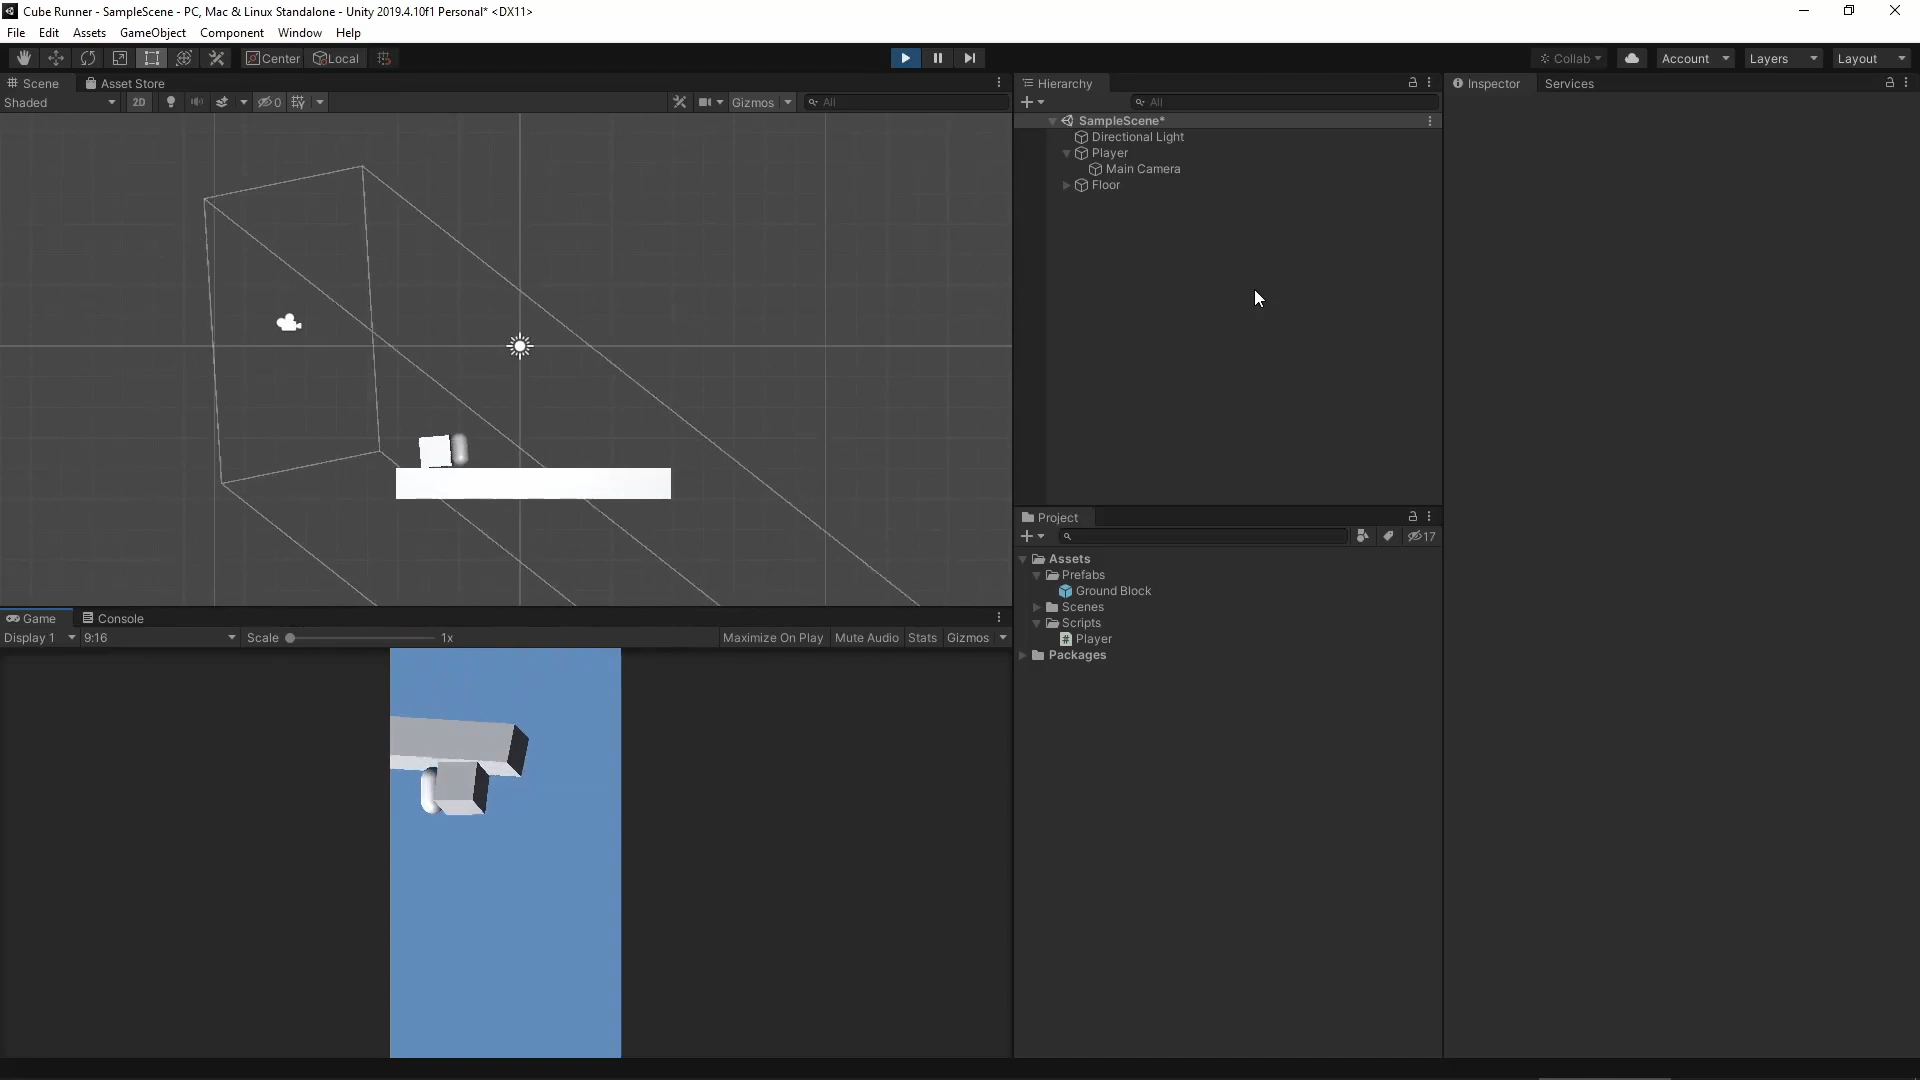 Cube Runner - SampleScene - PC, Mac & Linux Standalone - Unity 2019.4.10f1 Personal* <DX11>
File Edit Assets GameObject Component Window Help
Center Local Collab Account Layers Layout
Scene Asset Store
Shaded 2D 0 Gizmos All
Hierarchy
All
SampleScene*
Directional Light
Player
Main Camera
Floor
Inspector Services
Project
17
Assets
Prefabs
Ground Block
Scenes
Scripts
Player
Packages
Game Console
Display 1 9:16 Scale 1x Maximize On Play Mute Audio Stats Gizmos